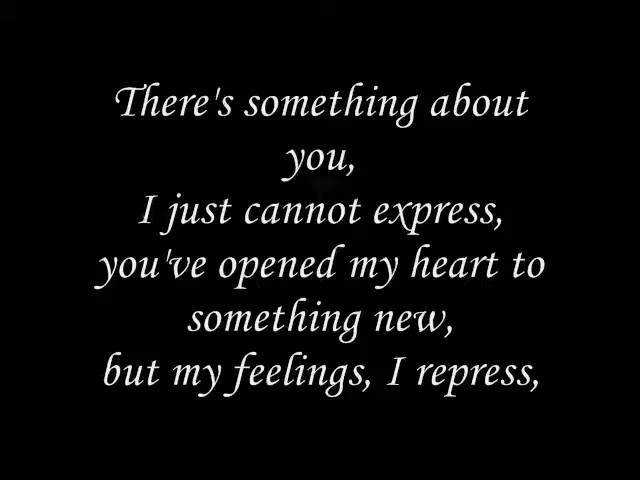 There's something about
you,
I just cannot express,
you've opened my heart to
something new,
but my feelings, I repress,